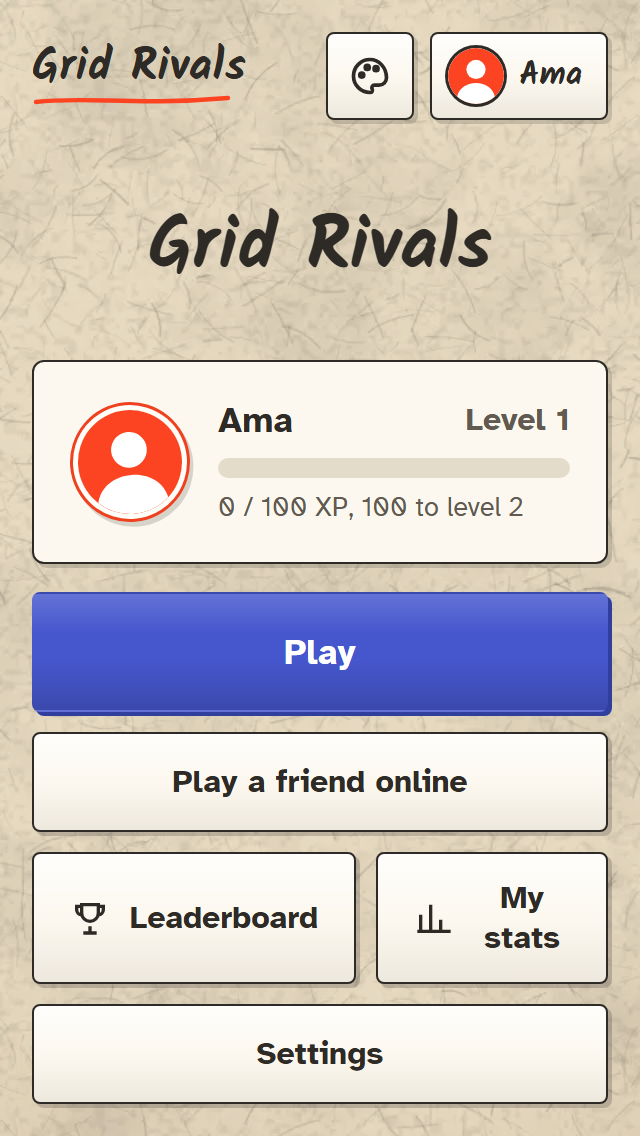 Grid Rivals
Ama
Grid Rivals
Ama
Level 1
0 / 100 XP, 100 to level 2
Play
Play a friend online
Leaderboard
My
stats
Settings